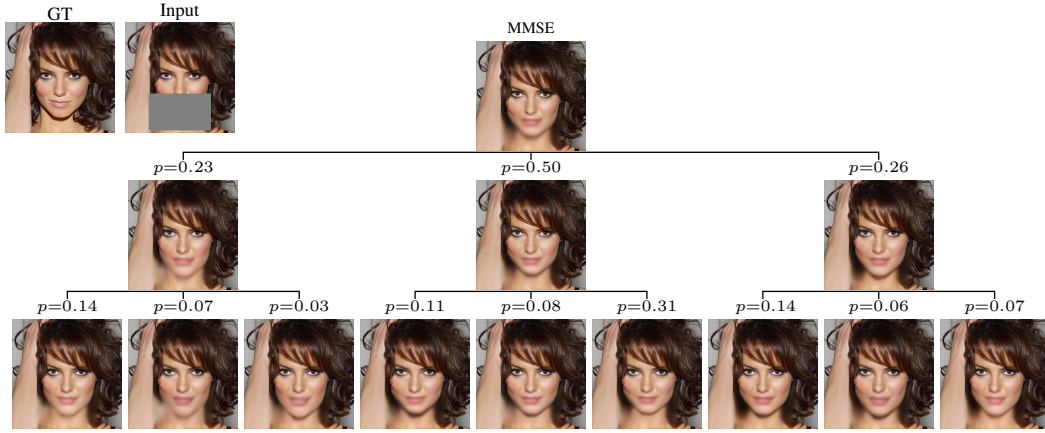 GT
Input
MMSE
p=0.23
p=0.50
p=0.26
p=0.14
p=0.07
p=0.03
p=0.11
p=0.08
p=0.31
p=0.14
p=0.06
p=0.07